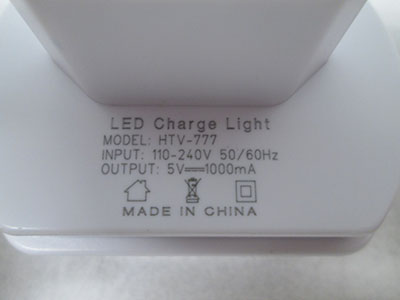 LED Charge Light
MODEL: HTV-777
INPUT: 110-240V 50/60Hz
OUTPUT: 5V⎓1000mA
MADE IN CHINA